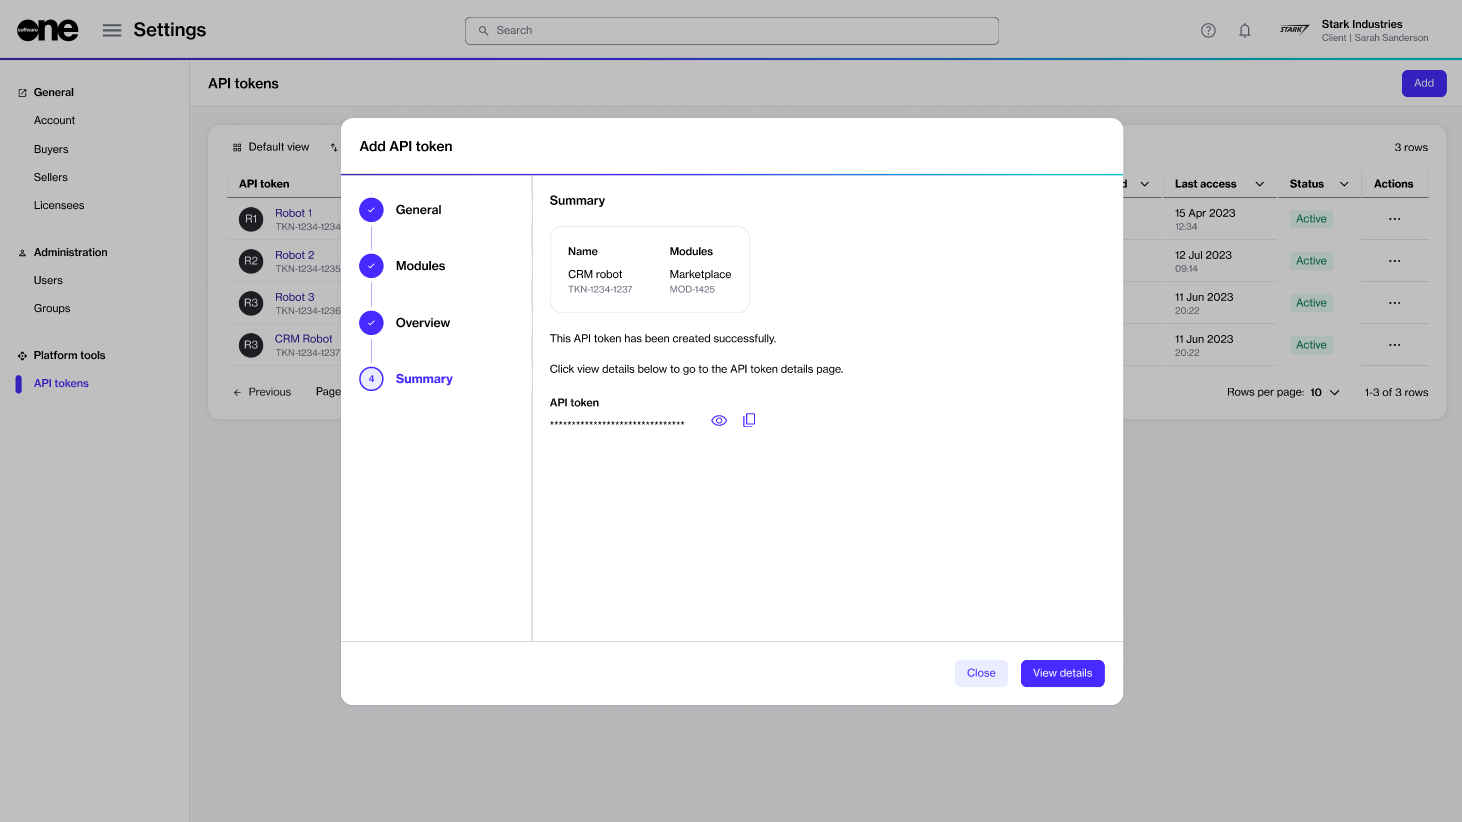 software one
Settings
Search
STARK
Stark Industries
Client | Sarah Sanderson
General
Account
Buyers
Sellers
Licensees
Administration
Users
Groups
Platform tools
API tokens
API tokens
Add
Default view
3 rows
API token
Last access
Status
Actions
R1
Robot 1
TKN-1234-1234
15 Apr 2023
12:34
Active
R2
Robot 2
TKN-1234-1235
12 Jul 2023
09:14
Active
R3
Robot 3
TKN-1234-1236
11 Jun 2023
20:22
Active
R3
CRM Robot
TKN-1234-1237
11 Jun 2023
20:22
Active
Previous
Page
Rows per page: 10
1-3 of 3 rows
Add API token
General
Modules
Overview
4 Summary
Summary
Name Modules
CRM robot Marketplace
TKN-1234-1237 MOD-1425
This API token has been created successfully.
Click view details below to go to the API token details page.
API token
*******************************
Close
View details